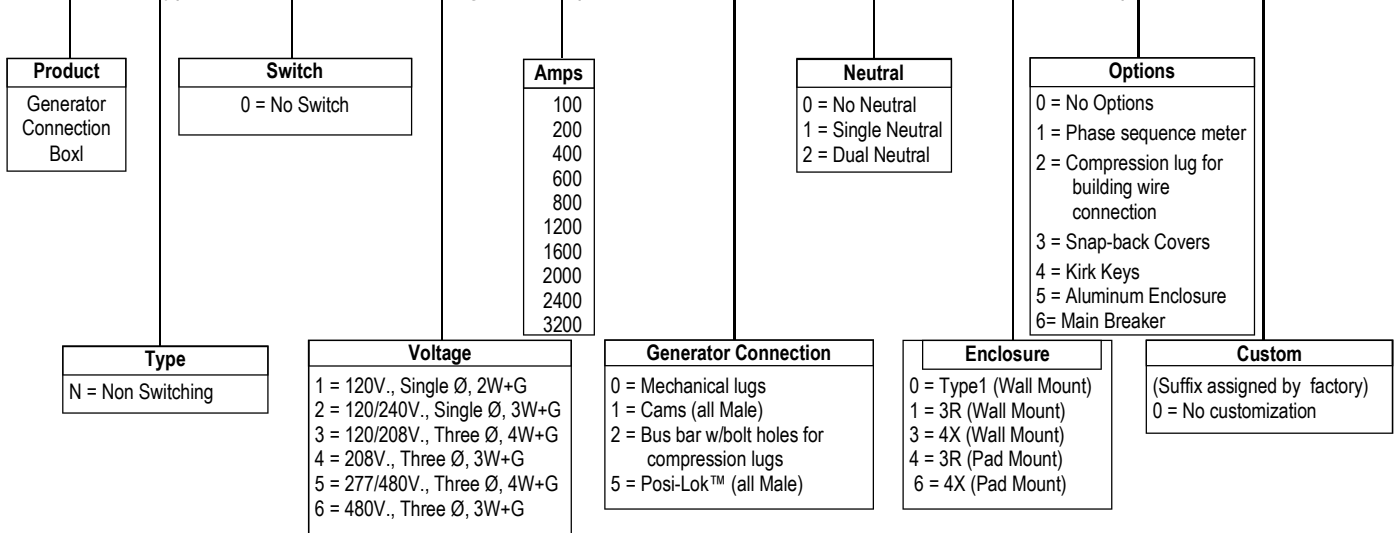 Product
Generator
Connection
Boxl
Switch
0 = No Switch
Amps
100
200
400
600
800
1200
1600
2000
2400
3200
Neutral
0 = No Neutral
1 = Single Neutral
2 = Dual Neutral
Options
0 = No Options
1 = Phase sequence meter
2 = Compression lug for
building wire
connection
3 = Snap-back Covers
4 = Kirk Keys
5 = Aluminum Enclosure
6= Main Breaker
Type
N = Non Switching
Voltage
1 = 120V., Single Ø, 2W+G
2 = 120/240V., Single Ø, 3W+G
3 = 120/208V., Three Ø, 4W+G
4 = 208V., Three Ø, 3W+G
5 = 277/480V., Three Ø, 4W+G
6 = 480V., Three Ø, 3W+G
Generator Connection
0 = Mechanical lugs
1 = Cams (all Male)
2 = Bus bar w/bolt holes for
compression lugs
5 = Posi-Lok™ (all Male)
Enclosure
0 = Type1 (Wall Mount)
1 = 3R (Wall Mount)
3 = 4X (Wall Mount)
4 = 3R (Pad Mount)
6 = 4X (Pad Mount)
Custom
(Suffix assigned by factory)
0 = No customization